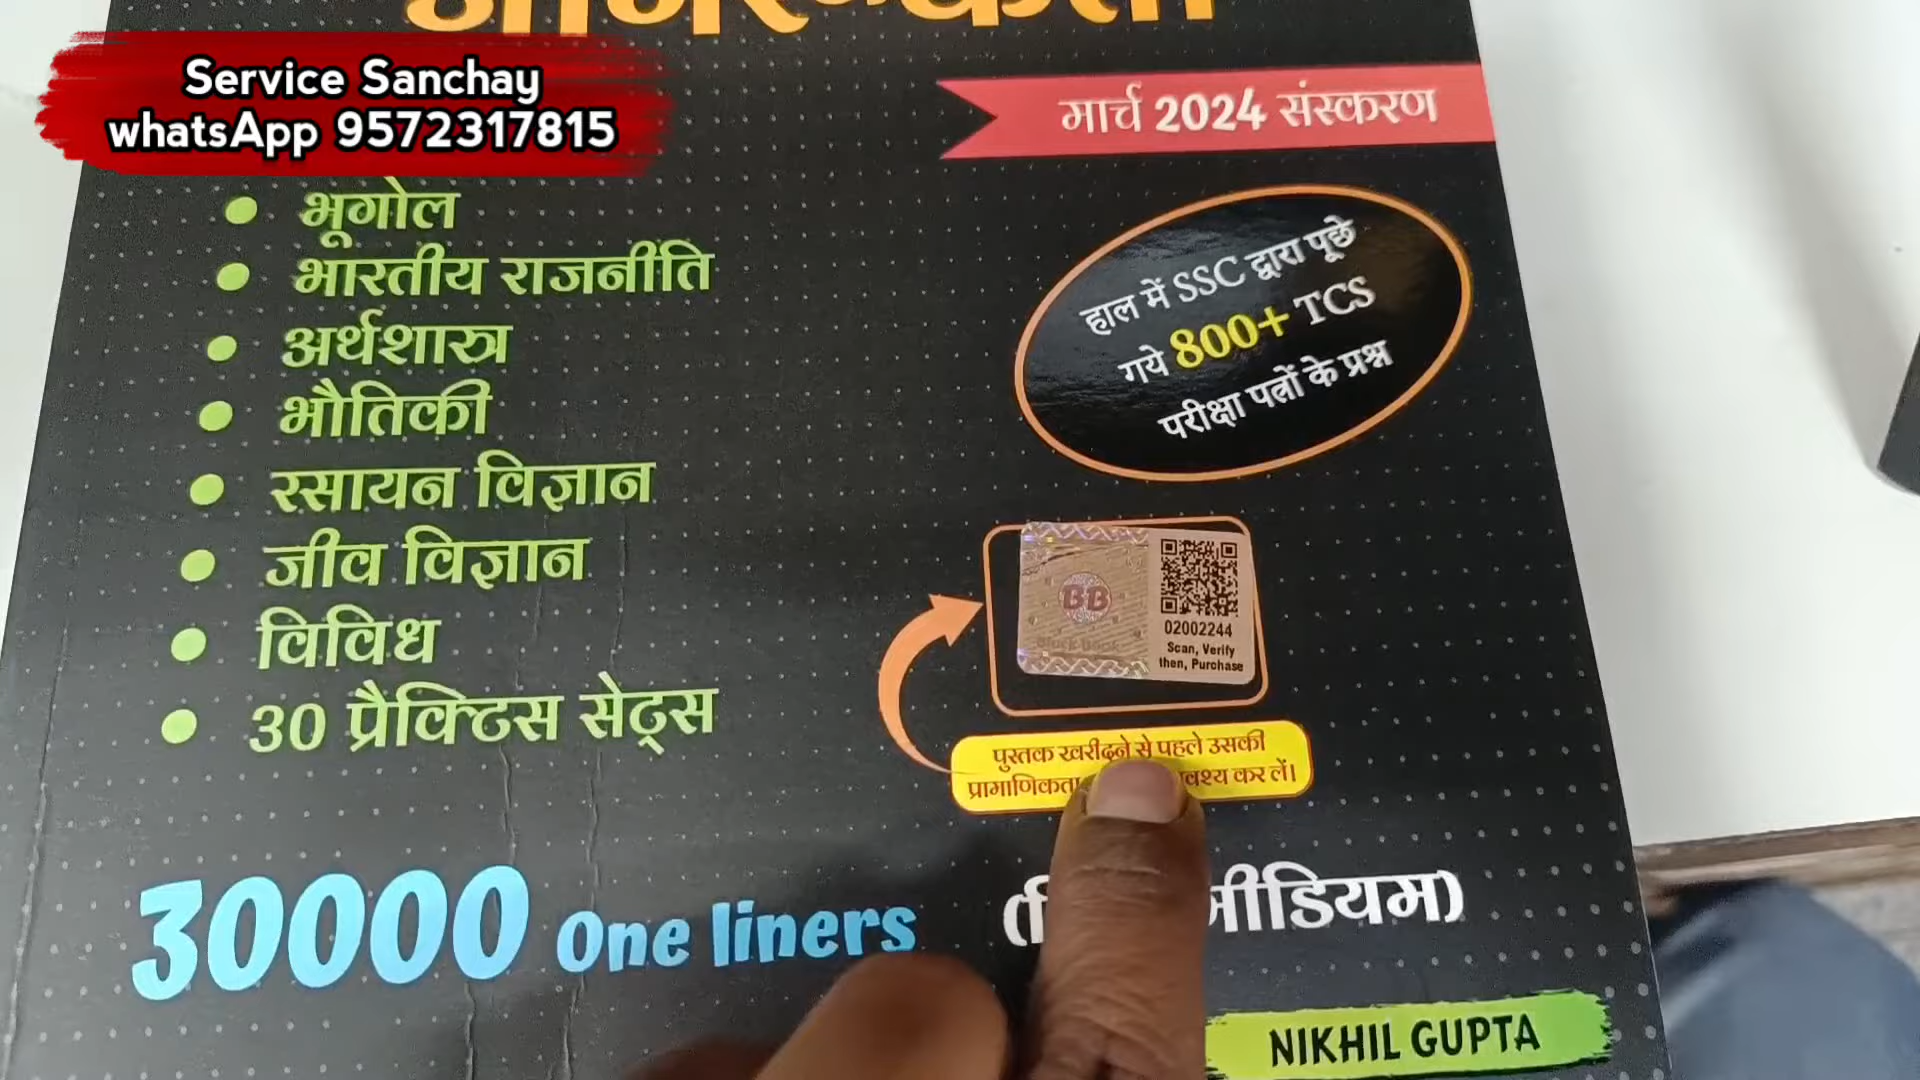 Service Sanchay
whatsApp 9572317815
मार्च 2024 संस्करण
भूगोल
भारतीय राजनीति
अर्थशास्त्र
भौतिकी
रसायन विज्ञान
जीव विज्ञान
विविध
30 प्रैक्टिस सेट्स
हाल में SSC द्वारा पूछे
गये 800+ TCS
परीक्षा पत्रों के प्रश्न
BB
Black Book
02002244
Scan, Verify
then, Purchase
पुस्तक खरीदने से पहले उसकी
प्रामाणिकता कर लें।
30000 One liners
मीडियम)
NIKHIL GUPTA